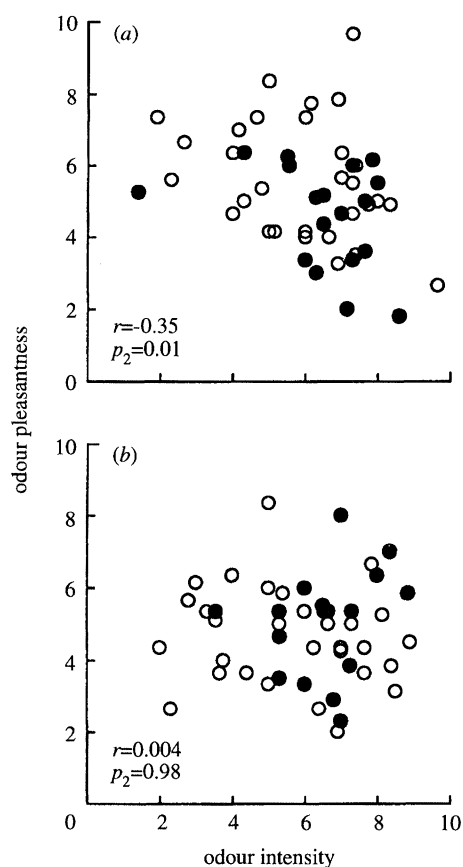 10
(a)
8
6
4
2
r=-0.35
p2=0.01
0
odour pleasantness
10
(b)
8
6
4
2
r=0.004
p2=0.98
0 2 4 6 8 10
odour intensity